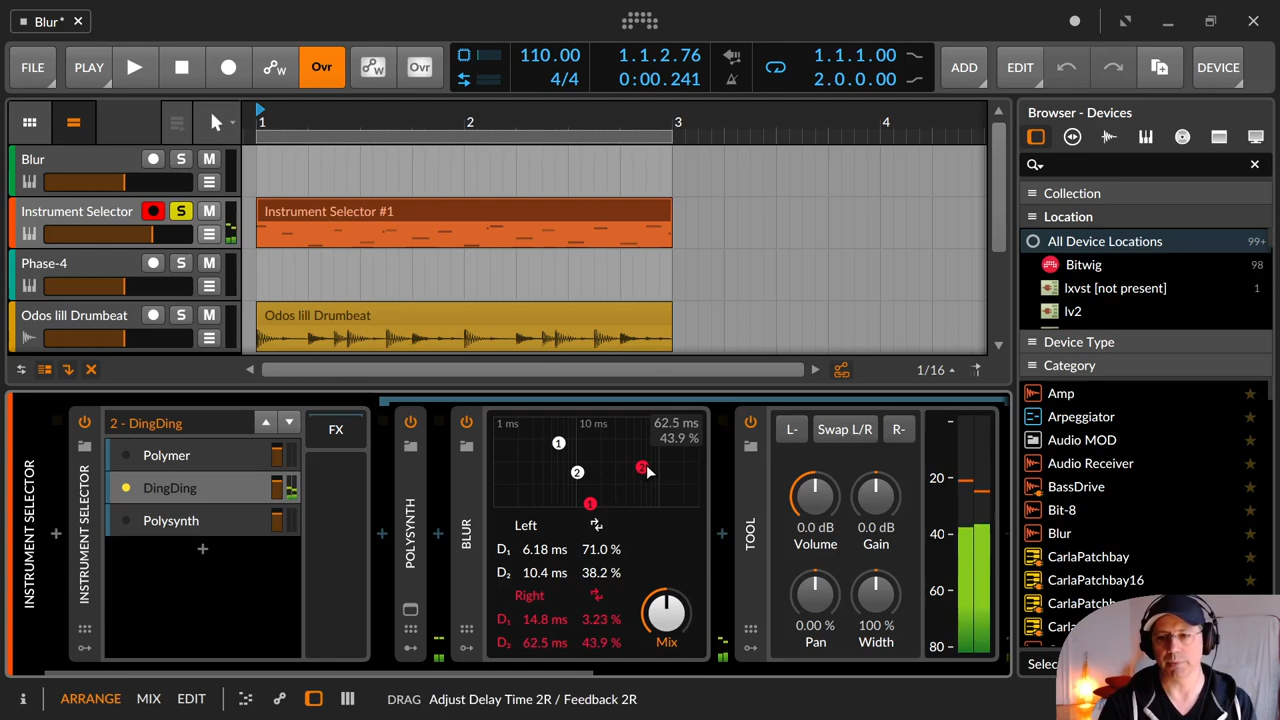 Blur*
FILE
PLAY
Ovr
Ovr
110.00
4/4
1.1.2.76
0:00.241
1.1.1.00
2.0.0.00
ADD
EDIT
DEVICE
1
2
3
4
Blur
S
M
Instrument Selector
S
M
Instrument Selector #1
Phase-4
S
M
Odos lill Drumbeat
S
M
Odos lill Drumbeat
1/16
Browser - Devices
Collection
Location
All Device Locations 99+
Bitwig 98
lxvst [not present] 1
lv2
Device Type
Category
Amp
Arpeggiator
Audio MOD
Audio Receiver
BassDrive
Bit-8
Blur
CarlaPatchbay
CarlaPatchbay16
INSTRUMENT SELECTOR
INSTRUMENT SELECTOR
2 - DingDing
Polymer
DingDing
Polysynth
FX
POLYSYNTH
BLUR
1 ms
10 ms
62.5 ms
43.9 %
1
2
2
1
Left
D1 6.18 ms 71.0 %
D2 10.4 ms 38.2 %
Right
D1 14.8 ms 3.23 %
D2 62.5 ms 43.9 %
Mix
TOOL
L-
Swap L/R
R-
0.0 dB
Volume
0.0 dB
Gain
0.00 %
Pan
100 %
Width
20
40
60
80
ARRANGE
MIX
EDIT
DRAG
Adjust Delay Time 2R / Feedback 2R